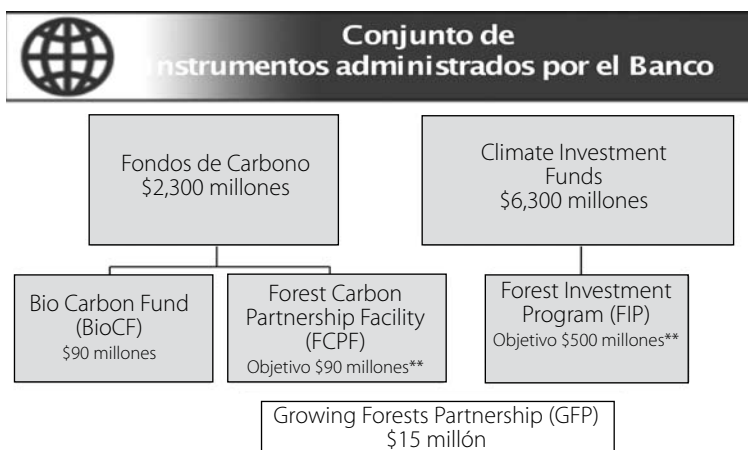 Conjunto de
Instrumentos administrados por el Banco
Fondos de Carbono
$2,300 millones
Climate Investment
Funds
$6,300 millones
Bio Carbon Fund
(BioCF)
$90 millones
Forest Carbon
Partnership Facility
(FCPF)
Objetivo $90 millones**
Forest Investment
Program (FIP)
Objetivo $500 millones**
Growing Forests Partnership (GFP)
$15 millón